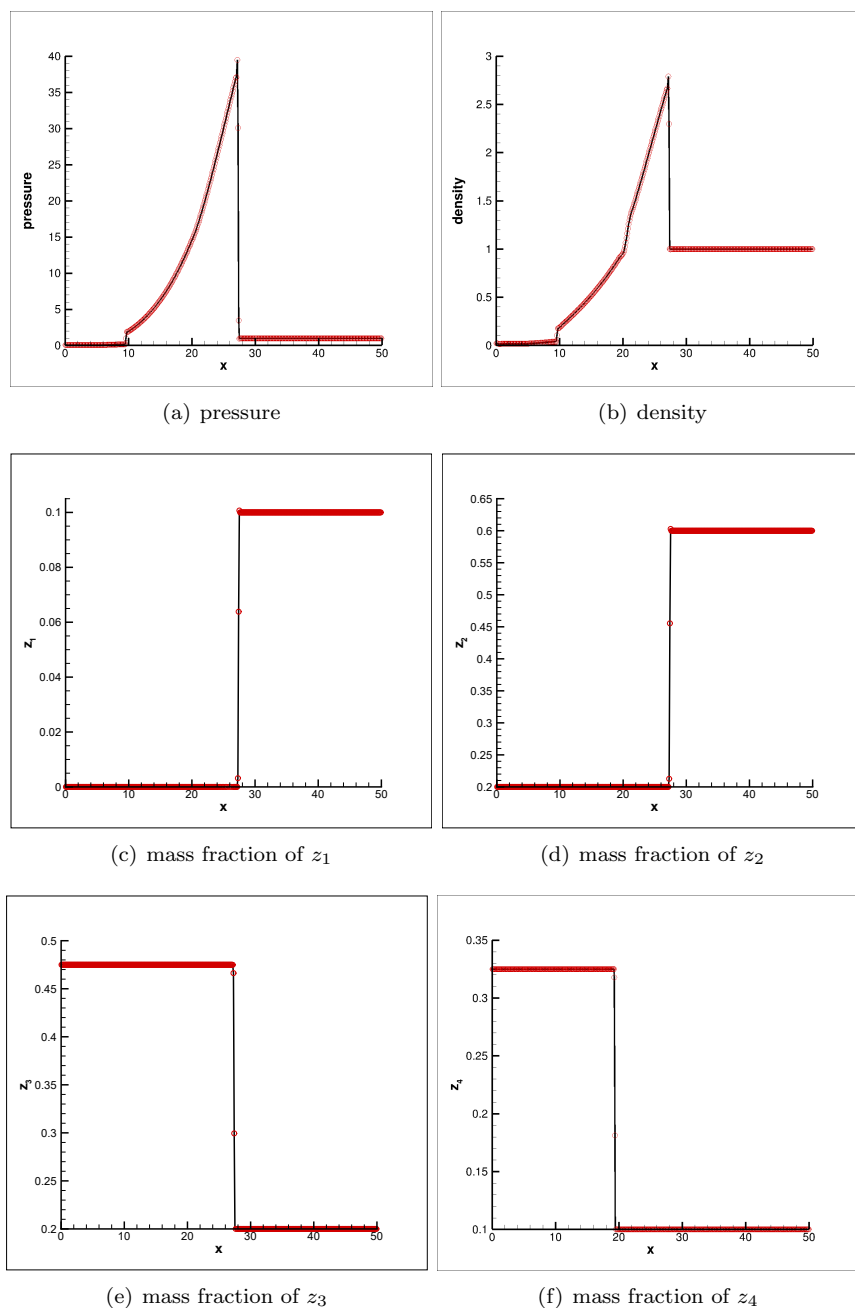 40
35
30
25
20
15
10
5
0
pressure
0 10 20 30 40 50
x
(a) pressure
3
2.5
2
1.5
1
0.5
0
density
0 10 20 30 40 50
x
(b) density
0.1
0.08
0.06
0.04
0.02
0
z1
0 10 20 30 40 50
x
(c) mass fraction of z1
0.65
0.6
0.55
0.5
0.45
0.4
0.35
0.3
0.25
0.2
z2
0 10 20 30 40 50
x
(d) mass fraction of z2
0.5
0.45
0.4
0.35
0.3
0.25
0.2
z3
0 10 20 30 40 50
x
(e) mass fraction of z3
0.35
0.3
0.25
0.2
0.15
0.1
z4
0 10 20 30 40 50
x
(f) mass fraction of z4